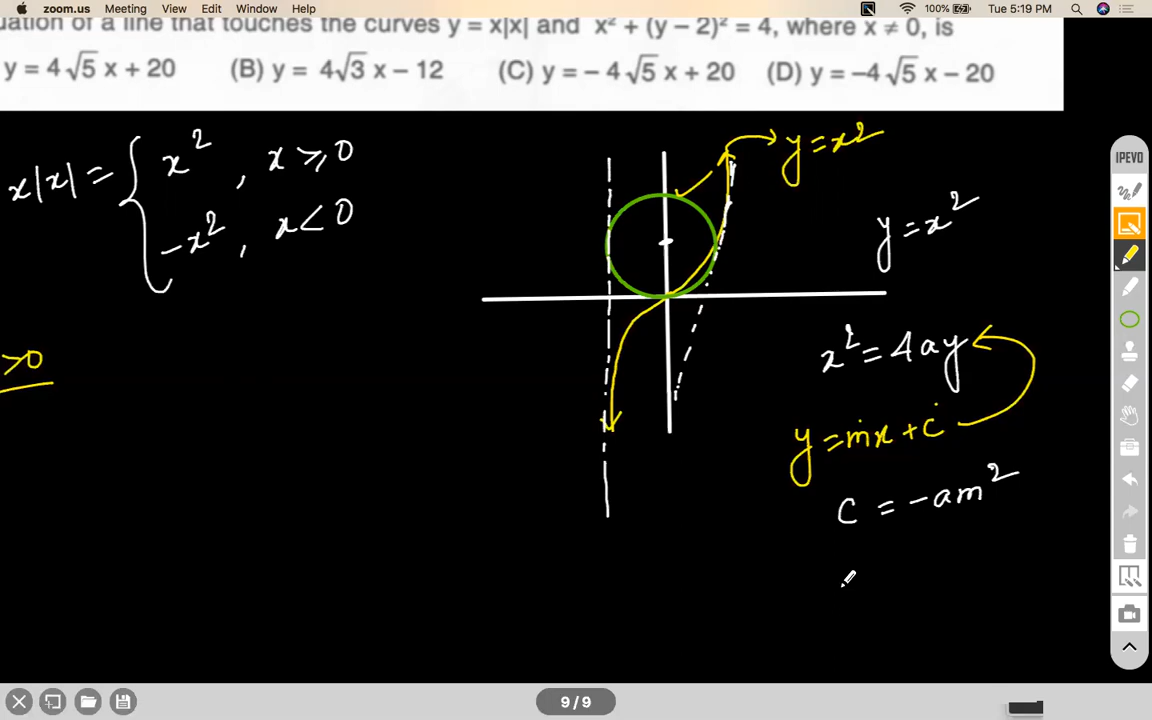 zoom.us Meeting View Edit Window Help 100% Tue 5:19 PM
uation of a line that touches the curves y = x|x| and x² + (y − 2)² = 4, where x ≠ 0, is
y = 4√5 x + 20 (B) y = 4√3 x − 12 (C) y = − 4√5 x + 20 (D) y = −4√5 x − 20
x|x| = { x² , x ≥ 0
−x² , x < 0
y = x²
IPEVO
y = x²
x² = 4ay
>0
y = mx + c
c = −am²
9 / 9